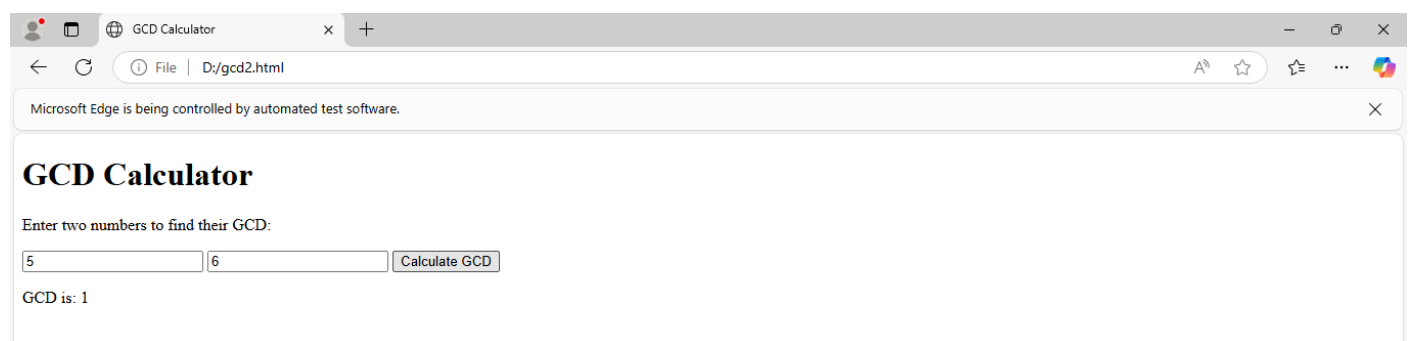 GCD Calculator
File D:/gcd2.html
Microsoft Edge is being controlled by automated test software.
GCD Calculator
Enter two numbers to find their GCD:
5 6 Calculate GCD
GCD is: 1